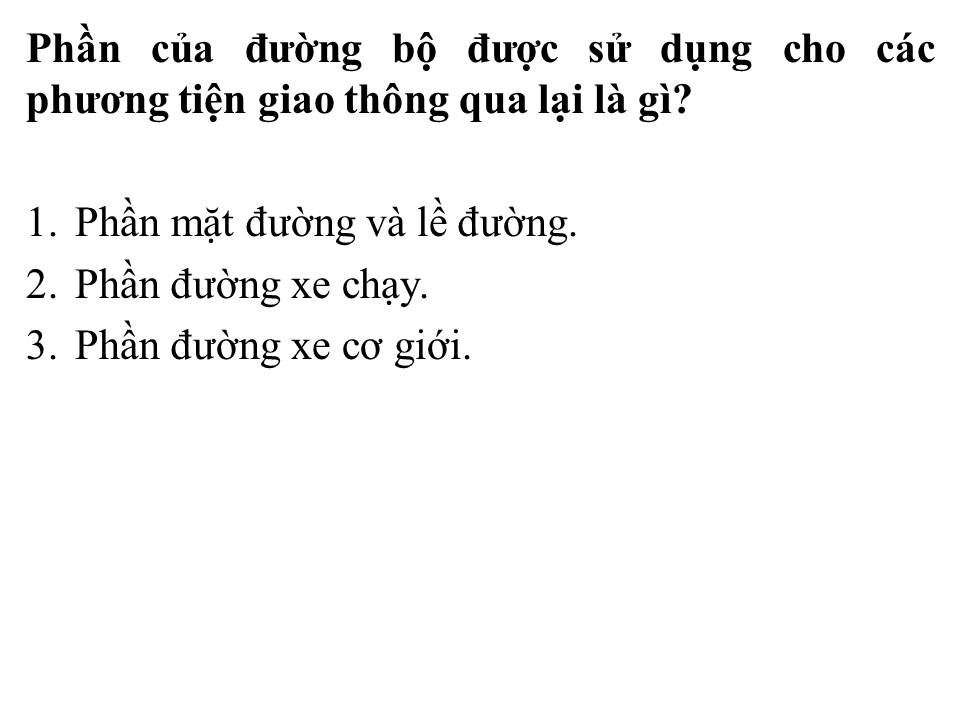 Phần của đường bộ được sử dụng cho các
phương tiện giao thông qua lại là gì?
1. Phần mặt đường và lề đường.
2. Phần đường xe chạy.
3. Phần đường xe cơ giới.